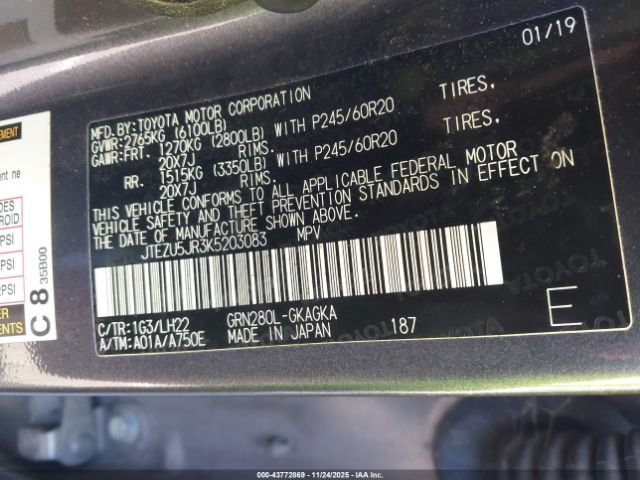 01/19
MFD.BY:TOYOTA MOTOR CORPORATION
GVWR:2765KG (6100LB)
GAWR:FRT. 1270KG (2800LB) WITH P245/60R20 TIRES,
20X7J RIMS.
RR. 1515KG (3350LB) WITH P245/60R20 TIRES,
20X7J RIMS.
THIS VEHICLE CONFORMS TO ALL APPLICABLE FEDERAL MOTOR
VEHICLE SAFETY AND THEFT PREVENTION STANDARDS IN EFFECT ON
THE DATE OF MANUFACTURE SHOWN ABOVE.
JTEZU5JR3K5203083 MPV
C/TR:1G3/LH22 GRN280L-GKAGKA
A/TM:A01A/A750E MADE IN JAPAN 187
E
C 8 35B00
PSI
PSI
PSI
© - 000-43772869 - 11/24/2025 - IAAI.COM